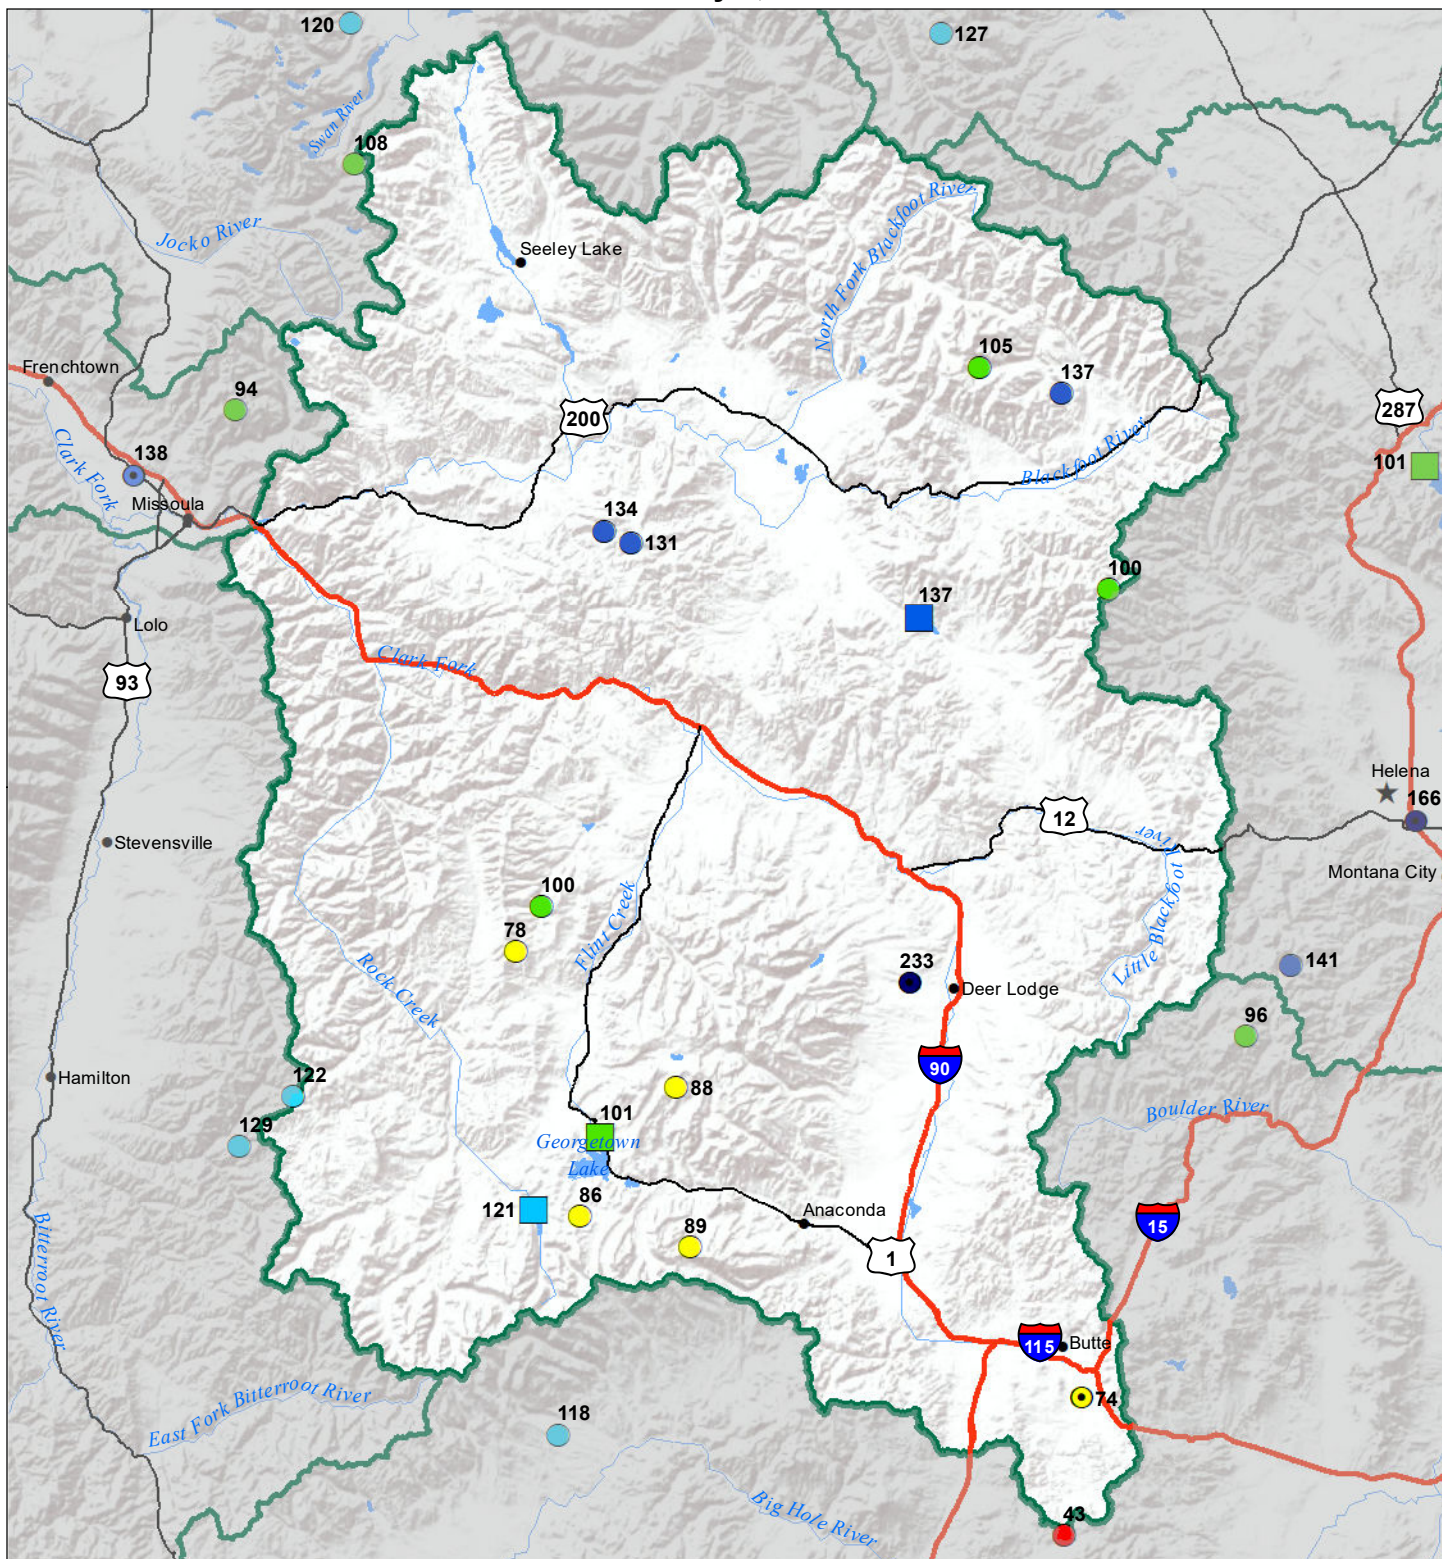 120
127
Swan River
108
Jocko River
North Fork Blackfoot River
Seeley Lake
105
137
Frenchtown
94
200
287
Clark Fork
138
Blackfoot River
101
Missoula
134
131
100
137
Lolo
93
Clark Fork
Helena
166
12
Stevensville
Montana City
Little Blackfoot River
100
Flint Creek
78
Rock Creek
233
Deer Lodge
141
96
90
Hamilton
122
88
Boulder River
101
129
Georgetown
Lake
121
86
Anaconda
15
89
1
Bitterroot River
115
Butte
74
East Fork Bitterroot River
118
Big Hole River
43